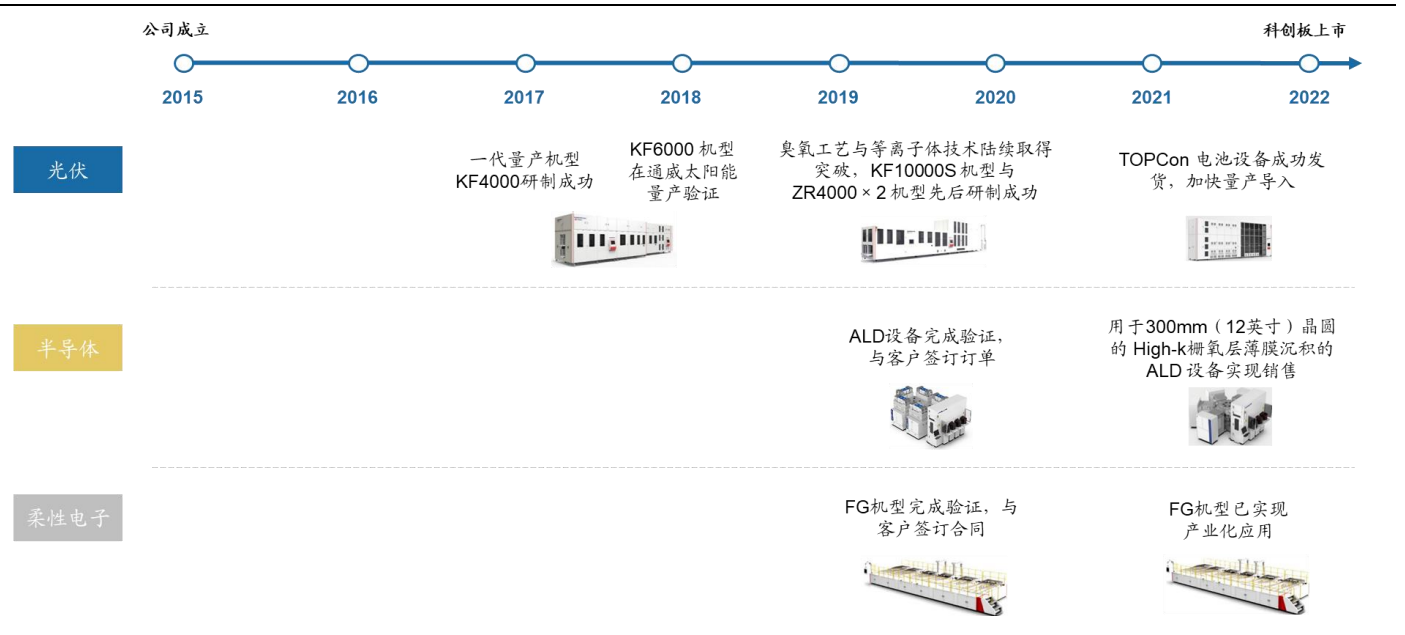 公司成立
科创板上市
2015
2016
2017
2018
2019
2020
2021
2022
光伏
一代量产机型
KF4000研制成功
KF6000 机型
在通威太阳能
量产验证
臭氧工艺与等离子体技术陆续取得
突破，KF10000S 机型与
ZR4000 × 2 机型先后研制成功
TOPCon 电池设备成功发
货，加快量产导入
半导体
ALD设备完成验证，
与客户签订订单
用于300mm（12英寸）晶圆
的 High-k栅氧层薄膜沉积的
ALD 设备实现销售
柔性电子
FG机型完成验证，与
客户签订合同
FG机型已实现
产业化应用